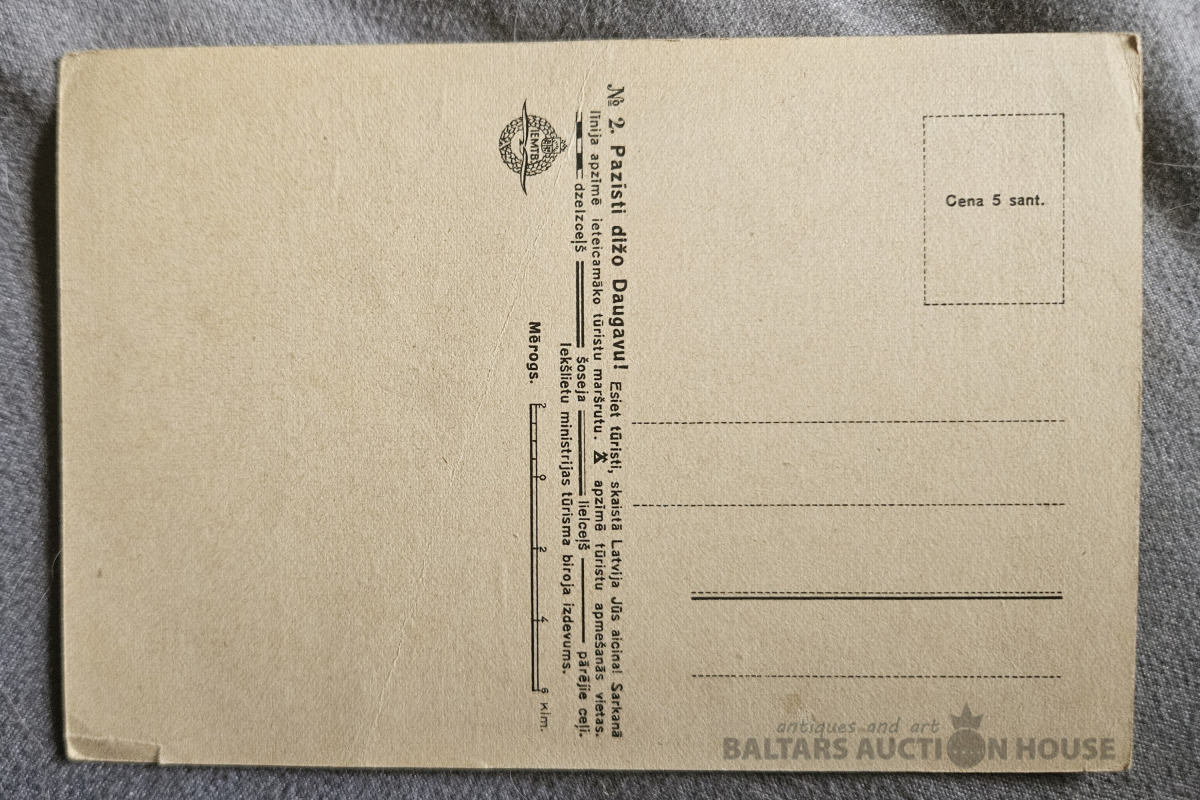 № 2. Pazisti dižo Daugavu! Esiet tūristi, skaistā Latvija Jūs aicina! Sarkanā
līnija apzīmē ieteicamāko tūristu maršrutu. apzīmē tūristu apmešanās vietas.
dzelzceļš šoseja lielceļš pārējie ceļi.
Iekšlietu ministrijas tūrisma biroja izdevums.
IEMTB
Mērogs. 2 0 2 4 6 klm.
Cena 5 sant.
antiques and art
BALTARS AUCTION HOUSE